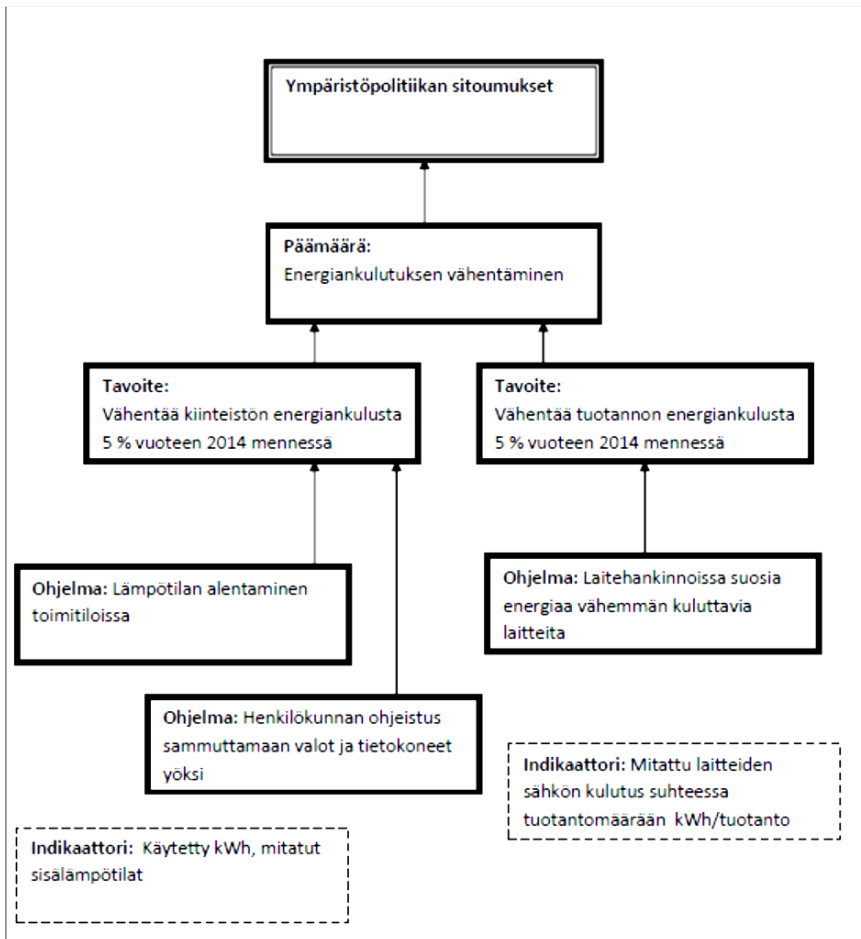 Ympäristöpolitiikan sitoumukset
Päämäärä:
Energiankulutuksen vähentäminen
Tavoite:
Vähentää kiinteistön energiankulusta
5 % vuoteen 2014 mennessä
Tavoite:
Vähentää tuotannon energiankulusta
5 % vuoteen 2014 mennessä
Ohjelma: Lämpötilan alentaminen
toimitiloissa
Ohjelma: Laitehankinnoissa suosia
energiaa vähemmän kuluttavia
laitteita
Ohjelma: Henkilökunnan ohjeistus
sammuttamaan valot ja tietokoneet
yöksi
Indikaattori: Mitattu laitteiden
sähkön kulutus suhteessa
tuotantomäärään kWh/tuotanto
Indikaattori: Käytetty kWh, mitatut
sisälämpötilat